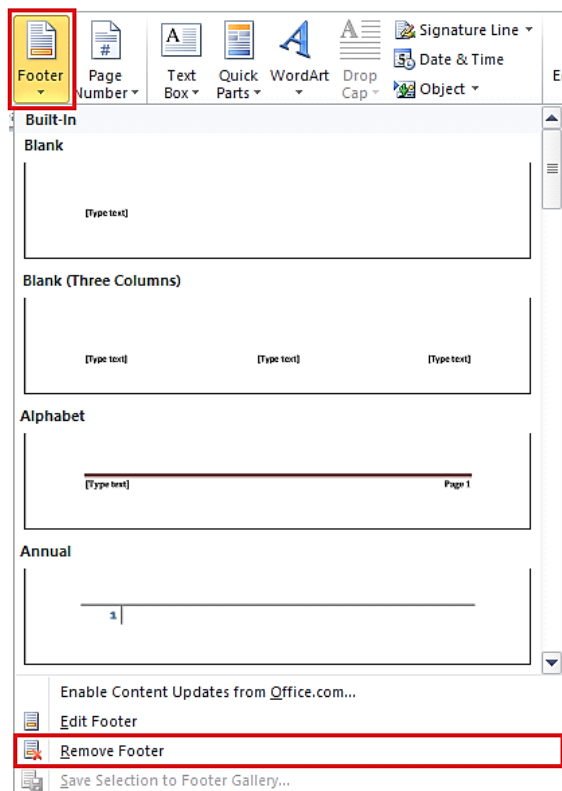 Footer
Page
Number
Text
Box
Quick
Parts
WordArt
Drop
Cap
Signature Line
Date & Time
Object
E
Built-In
Blank
[Type text]
Blank (Three Columns)
[Type text] [Type text] [Type text]
Alphabet
[Type text] Page 1
Annual
1
Enable Content Updates from Office.com...
Edit Footer
Remove Footer
Save Selection to Footer Gallery...